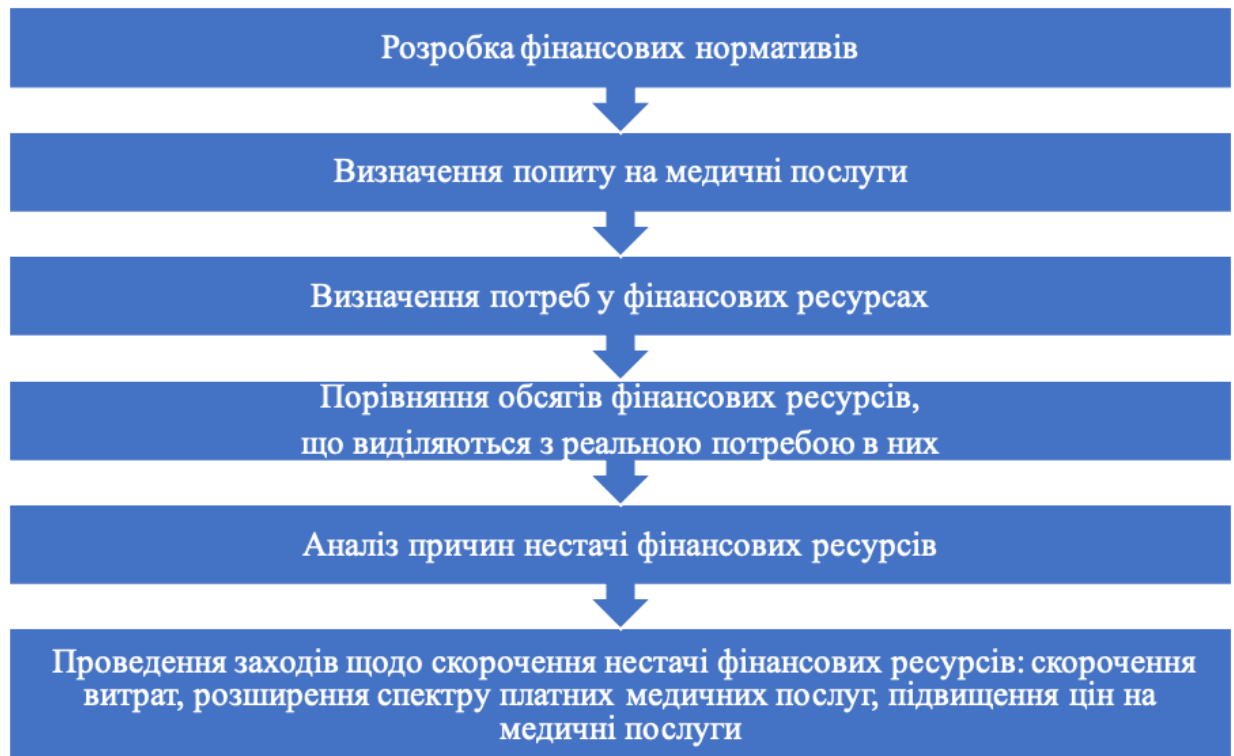 Розробка фінансових нормативів
Визначення попиту на медичні послуги
Визначення потреб у фінансових ресурсах
Порівняння обсягів фінансових ресурсів,
що виділяються з реальною потребою в них
Аналіз причин нестачі фінансових ресурсів
Проведення заходів щодо скорочення нестачі фінансових ресурсів: скорочення
витрат, розширення спектру платних медичних послуг, підвищення цін на
медичні послуги